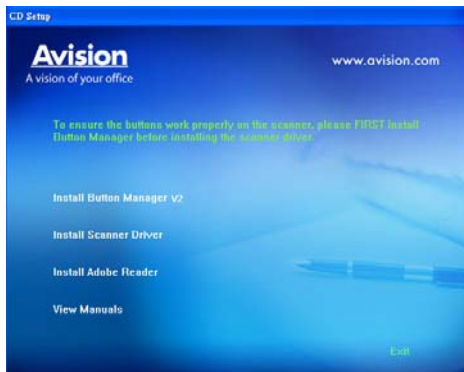 CD Setup
Avision
www.avision.com
A vision of your office
To ensure the buttons work properly on the scanner, please FIRST install
Button Manager before installing the scanner driver.
Install Button Manager V2
Install Scanner Driver
Install Adobe Reader
View Manuals
Exit